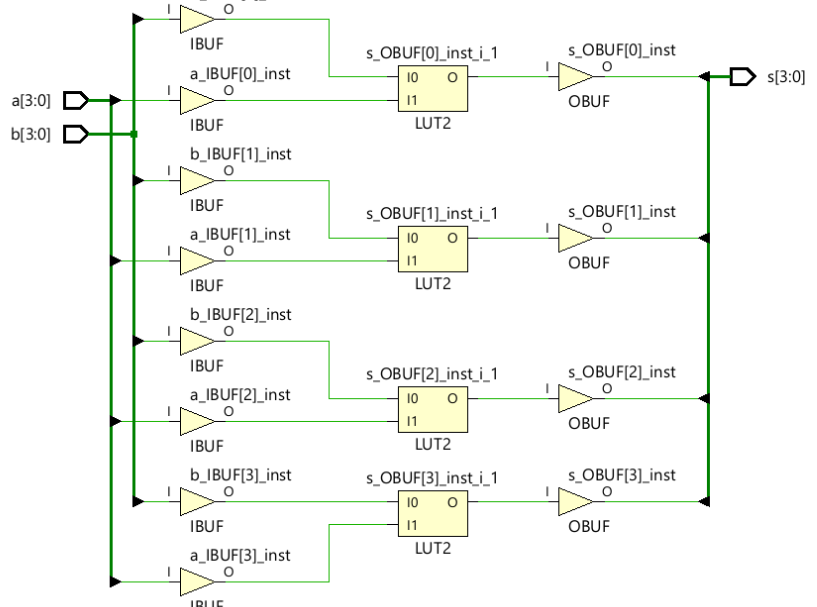 I O
IBUF
a_IBUF[0]_inst
I O
IBUF
s_OBUF[0]_inst_i_1
I0 O
I1
LUT2
s_OBUF[0]_inst
I O
OBUF
s[3:0]
a[3:0]
b[3:0]
b_IBUF[1]_inst
I O
IBUF
a_IBUF[1]_inst
I O
IBUF
s_OBUF[1]_inst_i_1
I0 O
I1
LUT2
s_OBUF[1]_inst
I O
OBUF
b_IBUF[2]_inst
I O
IBUF
a_IBUF[2]_inst
I O
IBUF
s_OBUF[2]_inst_i_1
I0 O
I1
LUT2
s_OBUF[2]_inst
I O
OBUF
b_IBUF[3]_inst
I O
IBUF
s_OBUF[3]_inst_i_1
I0 O
I1
LUT2
s_OBUF[3]_inst
I O
OBUF
a_IBUF[3]_inst
I O
IBUF